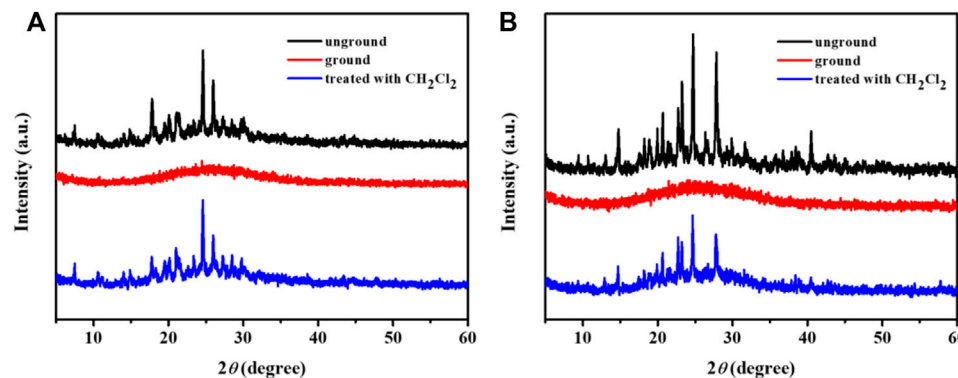 A
unground
ground
treated with CH2Cl2
Intensity (a.u.)
10 20 30 40 50 60
2θ (degree)
B
unground
ground
treated with CH2Cl2
Intensity (a.u.)
10 20 30 40 50 60
2θ (degree)